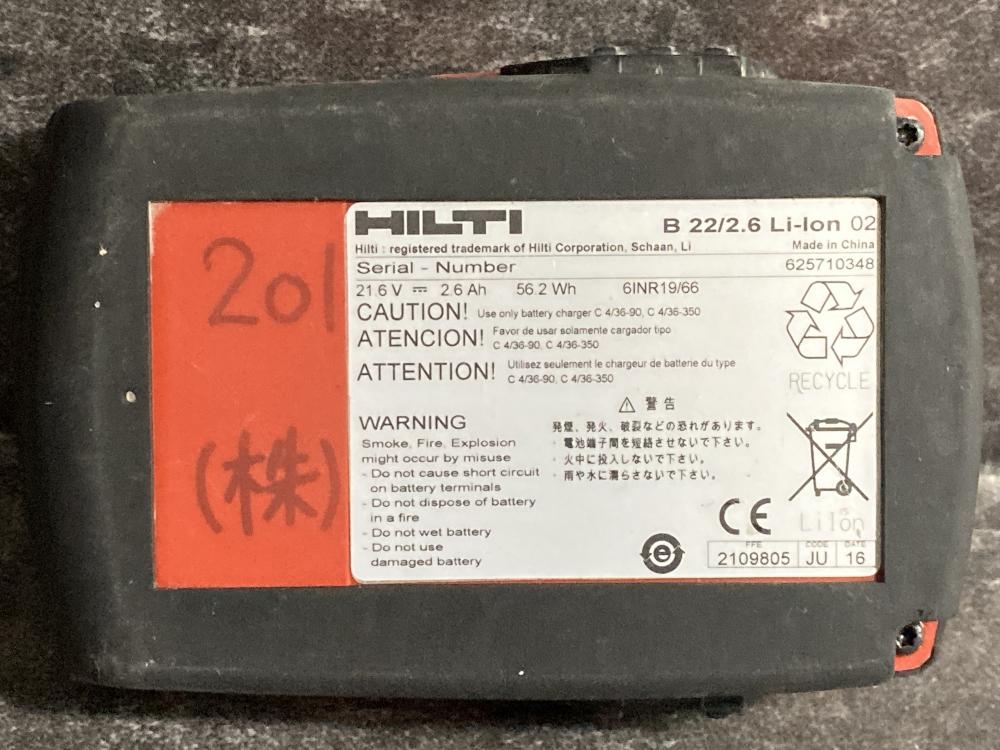 201
(株)
HILTI
B 22/2.6 Li-Ion 02
Hilti : registered trademark of Hilti Corporation, Schaan, Li
Made in China
Serial - Number
625710348
21.6 V ⎓ 2.6 Ah 56.2 Wh 6INR19/66
CAUTION! Use only battery charger C 4/36-90, C 4/36-350
ATENCION! Favor de usar solamente cargador tipo
C 4/36-90, C 4/36-350
ATTENTION! Utilisez seulement le chargeur de batterie du type
C 4/36-90, C 4/36-350
RECYCLE
WARNING
Smoke, Fire, Explosion
might occur by misuse
- Do not cause short circuit
on battery terminals
- Do not dispose of battery
in a fire
- Do not wet battery
- Do not use
damaged battery
⚠ 警告
発煙、発火、破裂などの恐れがあります。
・電池端子間を短絡させないで下さい。
・火中に投入しないで下さい。
・雨や水に濡らさないで下さい。
CE
Li Ion
e
FFE CODE DATE
2109805 JU 16